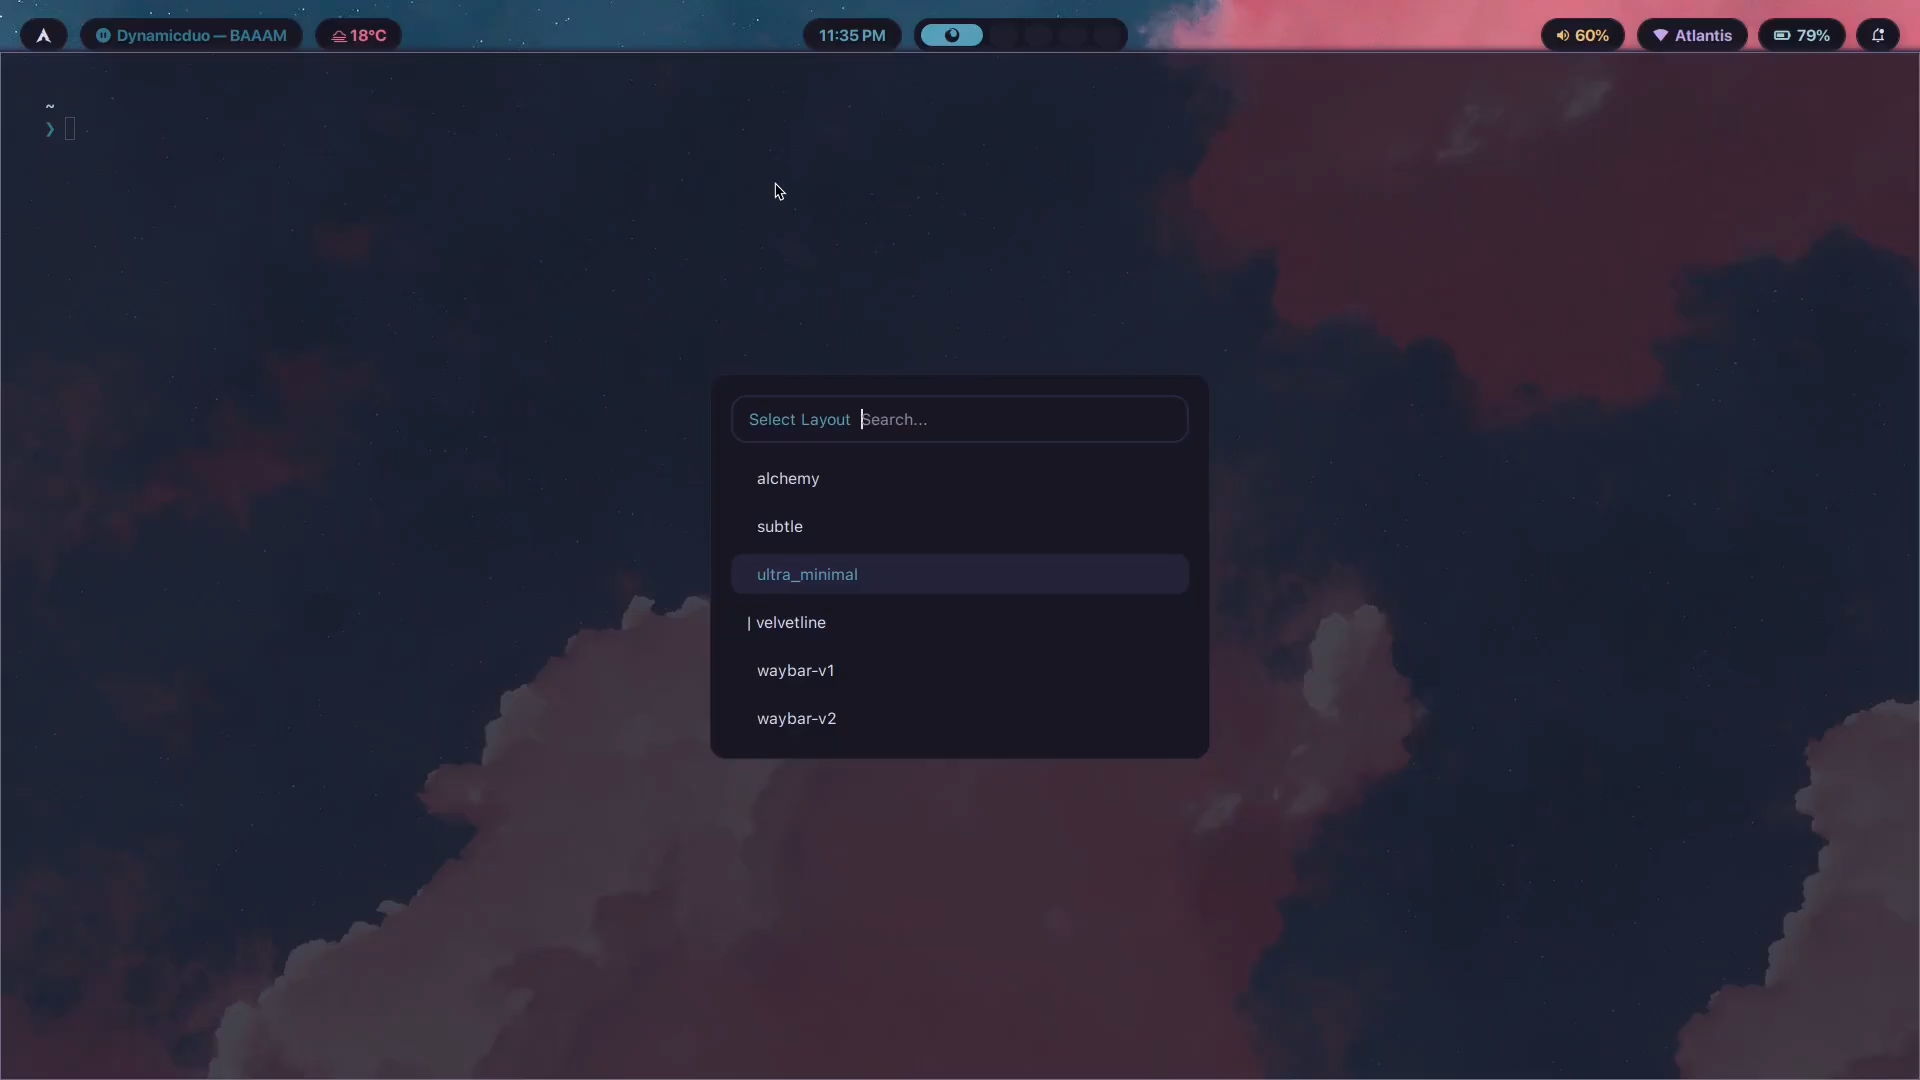 Dynamicduo — BAAAM
18°C
11:35 PM
60%
Atlantis
79%
~
❯
Select Layout Search...
alchemy
subtle
ultra_minimal
| velvetline
waybar-v1
waybar-v2